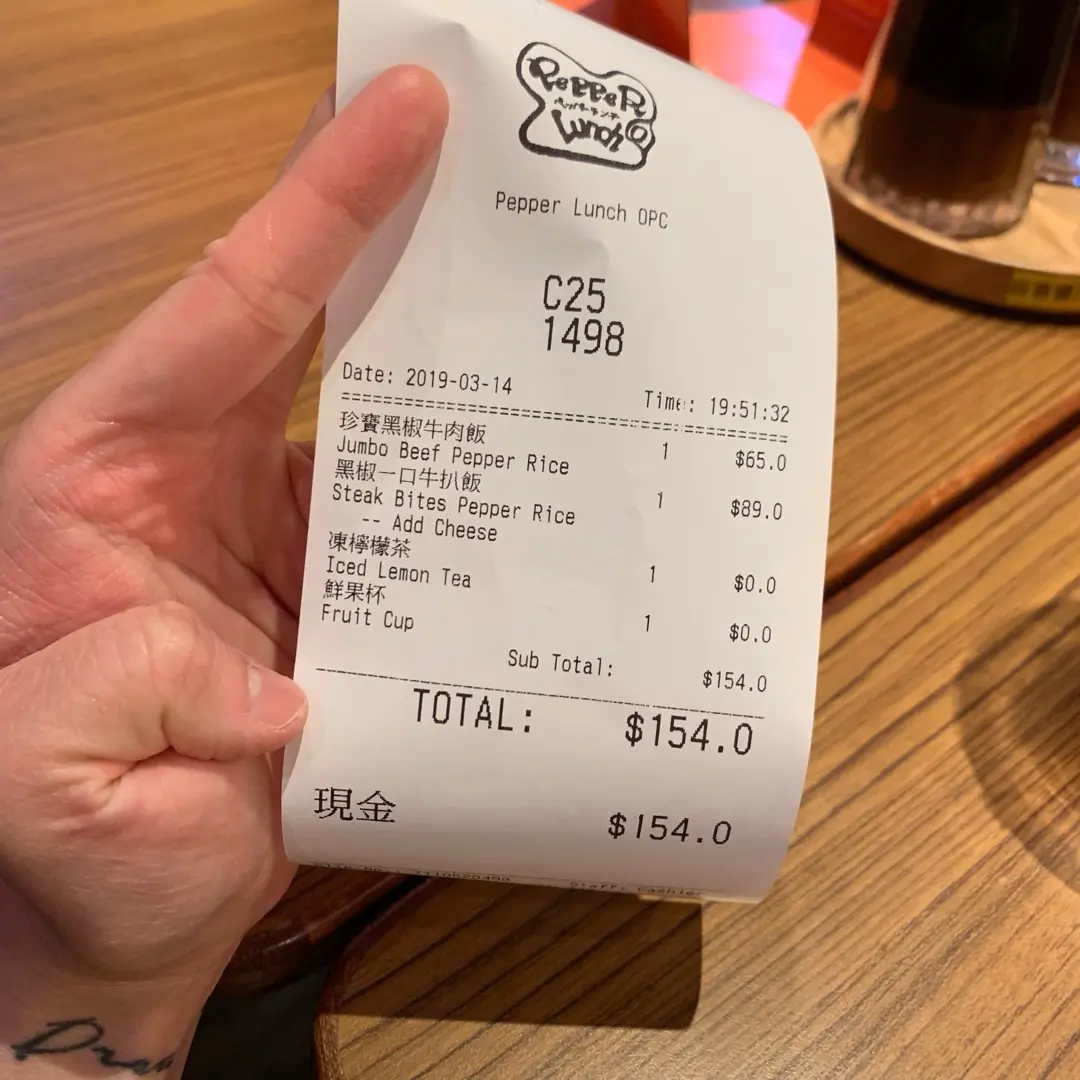 PePPeR
ペッパーランチ
Lunch
Pepper Lunch OPC
C25
1498
Date: 2019-03-14 Time: 19:51:32
珍寶黑椒牛肉飯
Jumbo Beef Pepper Rice 1 $65.0
黑椒一口牛扒飯
Steak Bites Pepper Rice 1 $89.0
-- Add Cheese
凍檸檬茶
Iced Lemon Tea 1 $0.0
鮮果杯
Fruit Cup 1 $0.0
Sub Total: $154.0
TOTAL: $154.0
現金 $154.0
Staff: Cashier